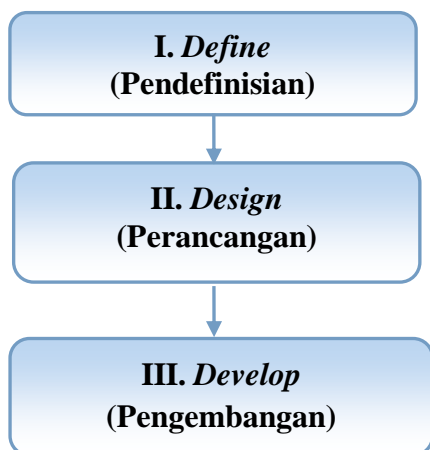 I. Define
(Pendefinisian)
II. Design
(Perancangan)
III. Develop
(Pengembangan)